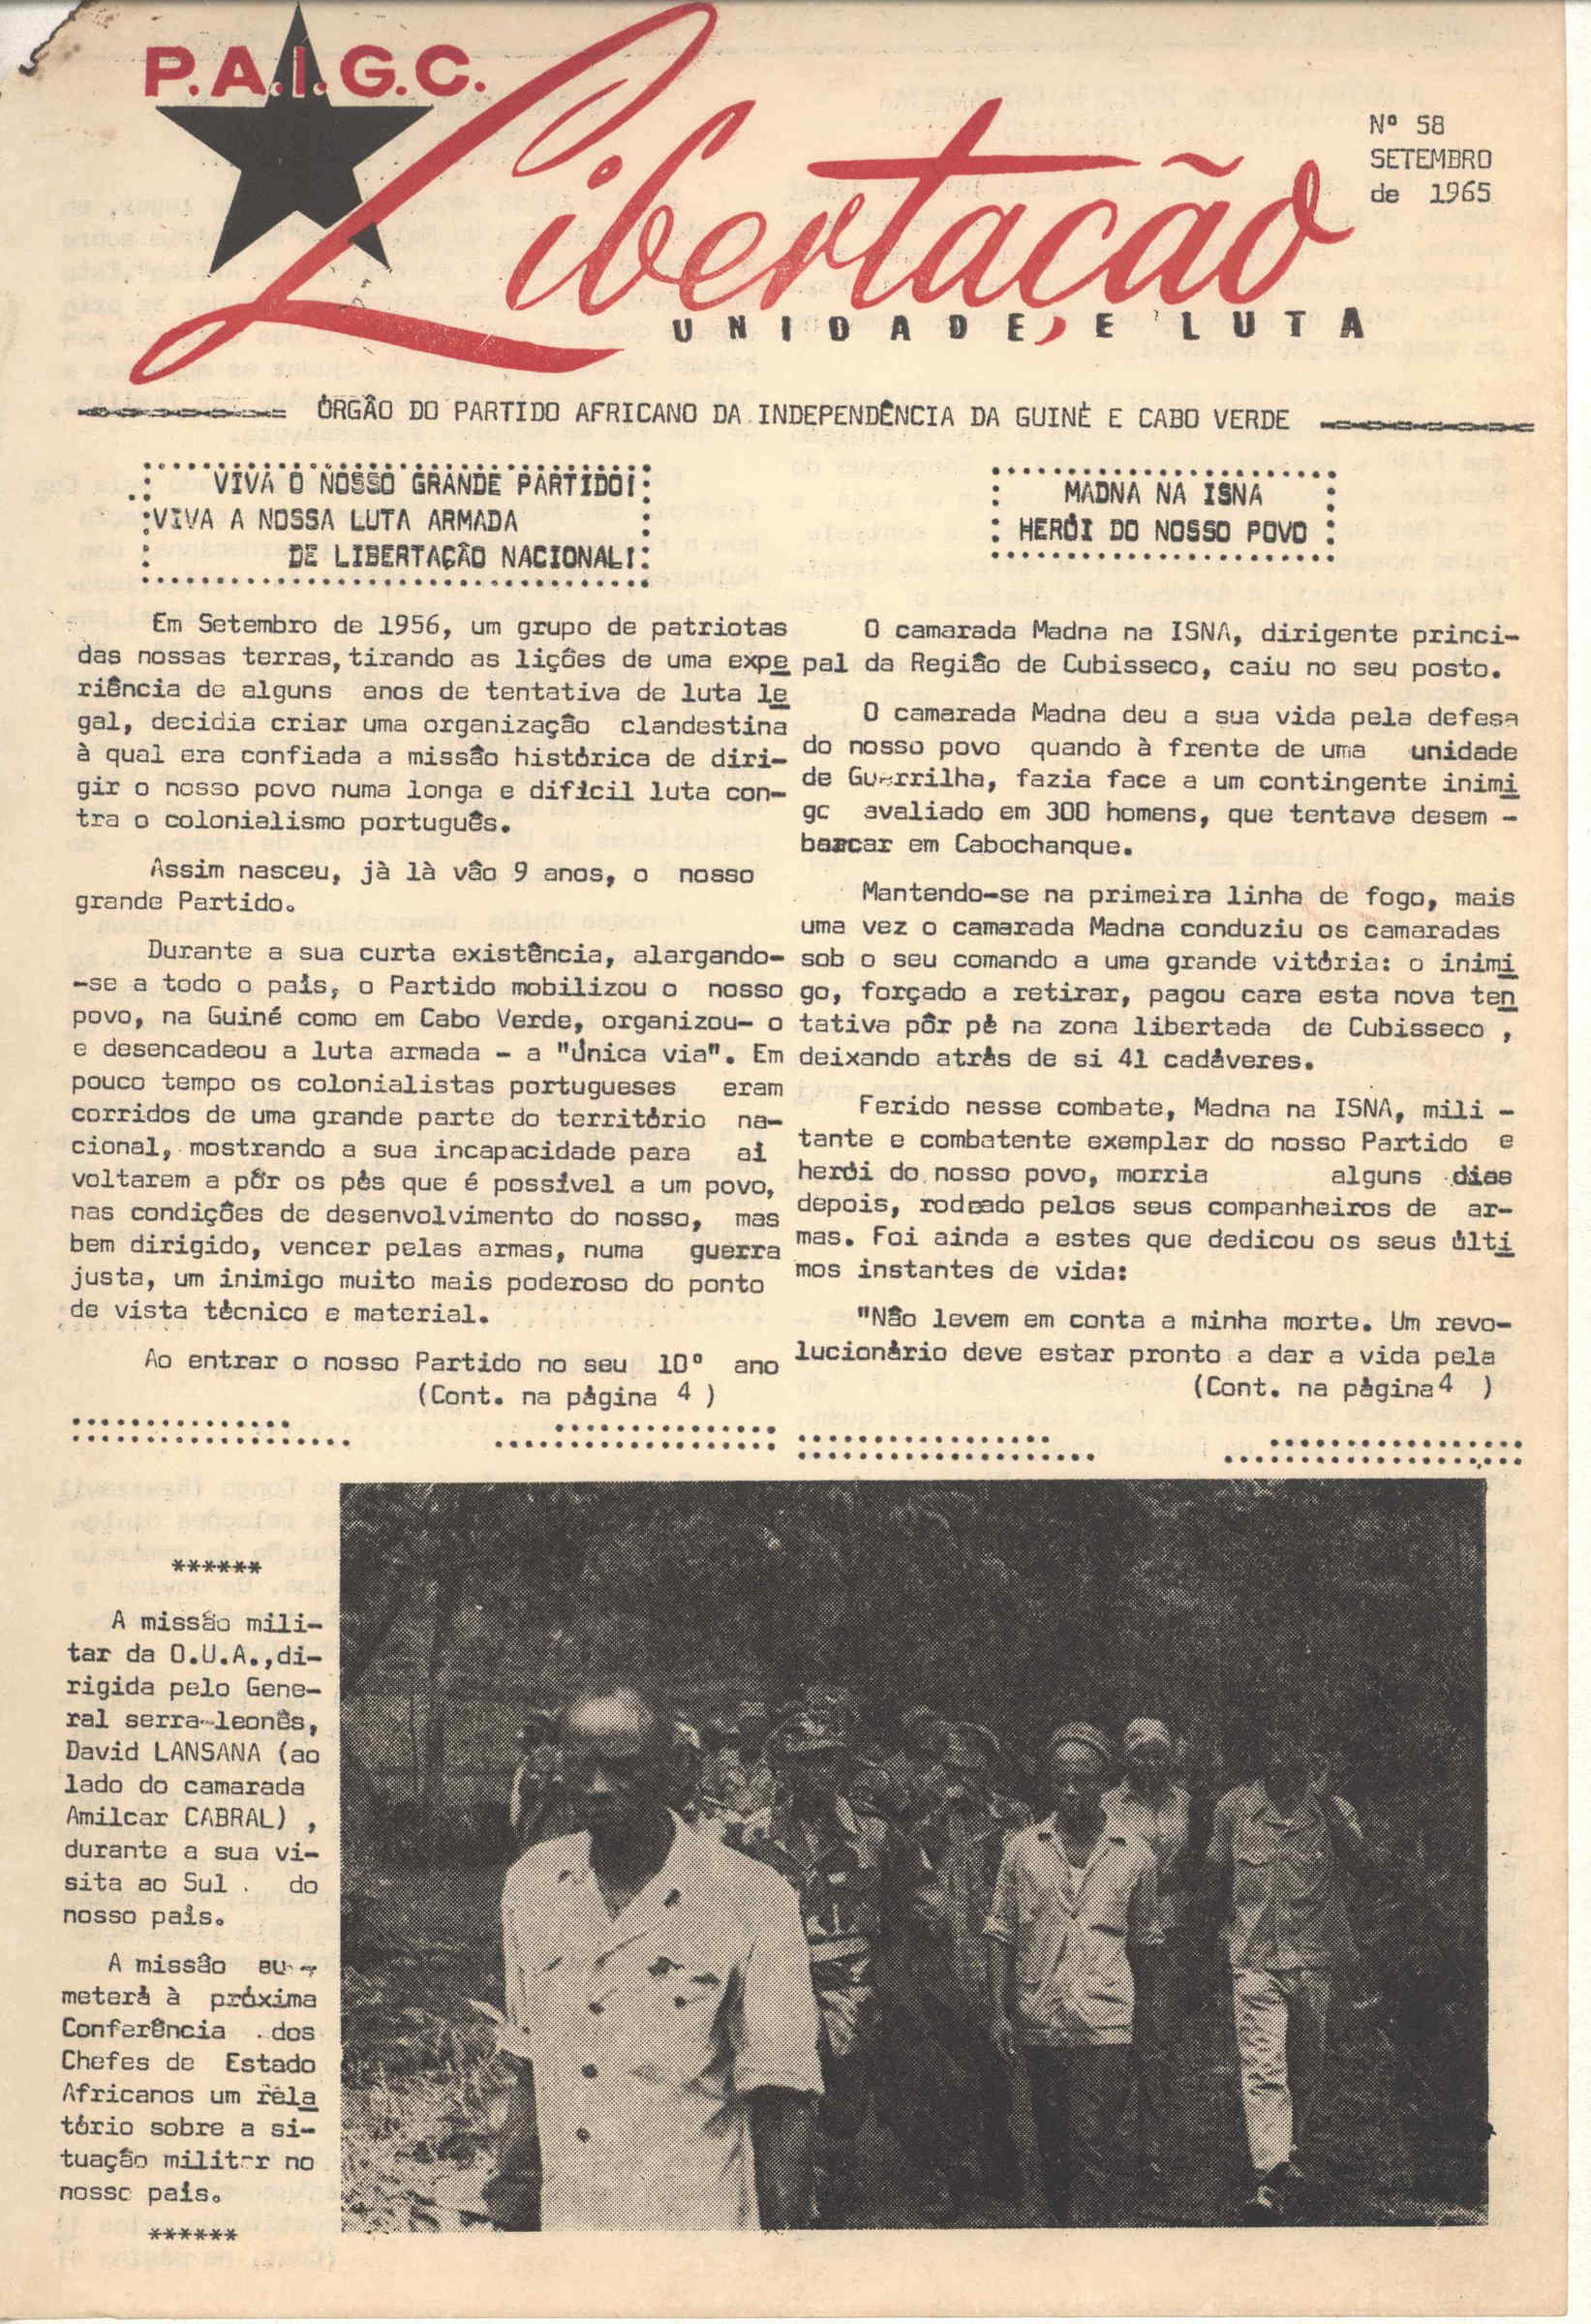 P.A.I.G.C.
Libertação
UNIDADE E LUTA
Nº 58
SETEMBRO
de 1965
ÓRGÃO DO PARTIDO AFRICANO DA INDEPENDÊNCIA DA GUINÉ E CABO VERDE
VIVA O NOSSO GRANDE PARTIDO!
VIVA A NOSSA LUTA ARMADA
DE LIBERTAÇÃO NACIONAL!
Em Setembro de 1956, um grupo de patriotas
das nossas terras, tirando as lições de uma expe
riência de alguns anos de tentativa de luta le
gal, decidia criar uma organização clandestina
à qual era confiada a missão histórica de diri-
gir o nosso povo numa longa e difícil luta con-
tra o colonialismo português.
Assim nasceu, jà là vão 9 anos, o nosso
grande Partido.
Durante a sua curta existência, alargando-
-se a todo o país, o Partido mobilizou o nosso
povo, na Guiné como em Cabo Verde, organizou- o
e desencadeou a luta armada - a "única via". Em
pouco tempo os colonialistas portugueses eram
corridos de uma grande parte do território na-
cional, mostrando a sua incapacidade para aí
voltarem a pôr os pés que é possível a um povo,
nas condições de desenvolvimento do nosso, mas
bem dirigido, vencer pelas armas, numa guerra
justa, um inimigo muito mais poderoso do ponto
de vista técnico e material.
Ao entrar o nosso Partido no seu 10º ano
(Cont. na página 4 )
MADNA NA ISNA
HERÓI DO NOSSO POVO
O camarada Madna na ISNA, dirigente princi-
pal da Região de Cubisseco, caiu no seu posto.
O camarada Madna deu a sua vida pela defesa
do nosso povo quando à frente de uma unidade
de Guerrilha, fazia face a um contingente inimi
go avaliado em 300 homens, que tentava desem -
barcar em Cabochanque.
Mantendo-se na primeira linha de fogo, mais
uma vez o camarada Madna conduziu os camaradas
sob o seu comando a uma grande vitória: o inimi
go, forçado a retirar, pagou cara esta nova ten
tativa pôr pé na zona libertada de Cubisseco ,
deixando atrás de si 41 cadáveres.
Ferido nesse combate, Madna na ISNA, mili -
tante e combatente exemplar do nosso Partido e
herói do nosso povo, morria alguns dias
depois, rodeado pelos seus companheiros de ar-
mas. Foi ainda a estes que dedicou os seus últi
mos instantes de vida:
"Não levem em conta a minha morte. Um revo-
lucionário deve estar pronto a dar a vida pela
(Cont. na página 4 )
******
A missão mili-
tar da O.U.A.,di-
rigida pelo Gene-
ral serra-leonês,
David LANSANA (ao
lado do camarada
Amilcar CABRAL) ,
durante a sua vi-
sita ao Sul . do
nosso país.
A missão
meterá à próxima
Conferência .dos
Chefes de Estado
Africanos um rela
tório sobre a si-
tuação militar no
nosso país.
******